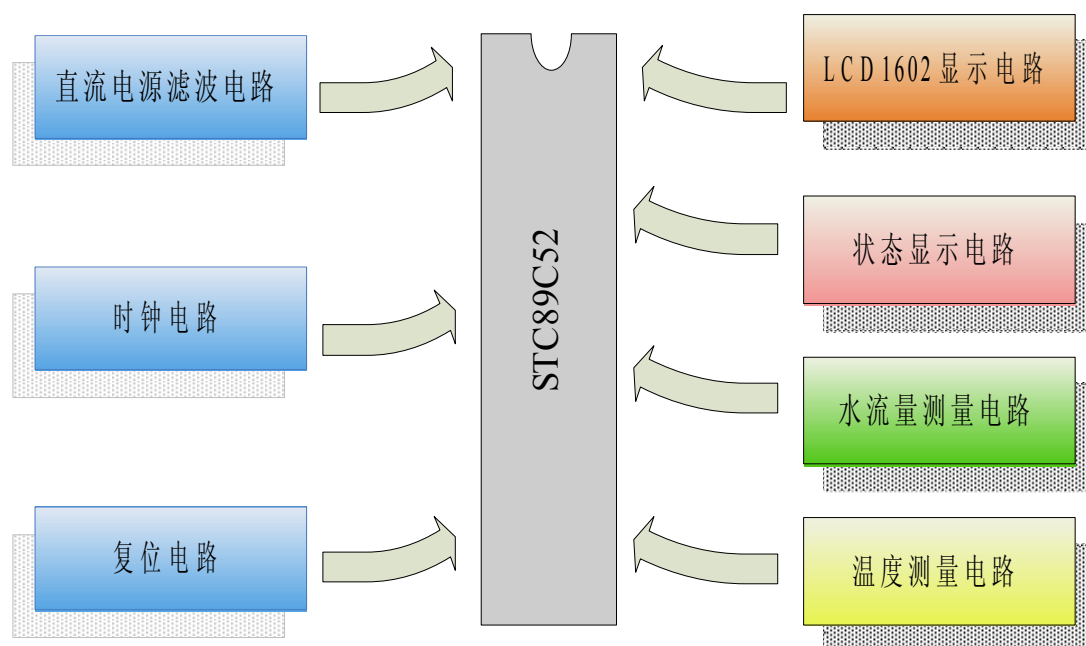 直流电源滤波电路
时钟电路
复位电路
STC89C52
LCD1602显示电路
状态显示电路
水流量测量电路
温度测量电路